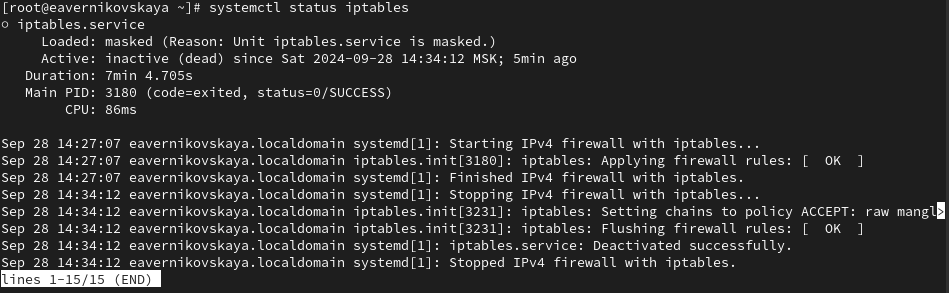 [root@eavernikovskaya ~]# systemctl status iptables
○ iptables.service
     Loaded: masked (Reason: Unit iptables.service is masked.)
     Active: inactive (dead) since Sat 2024-09-28 14:34:12 MSK; 5min ago
   Duration: 7min 4.705s
   Main PID: 3180 (code=exited, status=0/SUCCESS)
        CPU: 86ms

Sep 28 14:27:07 eavernikovskaya.localdomain systemd[1]: Starting IPv4 firewall with iptables...
Sep 28 14:27:07 eavernikovskaya.localdomain iptables.init[3180]: iptables: Applying firewall rules: [  OK  ]
Sep 28 14:27:07 eavernikovskaya.localdomain systemd[1]: Finished IPv4 firewall with iptables.
Sep 28 14:34:12 eavernikovskaya.localdomain systemd[1]: Stopping IPv4 firewall with iptables...
Sep 28 14:34:12 eavernikovskaya.localdomain iptables.init[3231]: iptables: Setting chains to policy ACCEPT: raw mangl>
Sep 28 14:34:12 eavernikovskaya.localdomain iptables.init[3231]: iptables: Flushing firewall rules: [  OK  ]
Sep 28 14:34:12 eavernikovskaya.localdomain systemd[1]: iptables.service: Deactivated successfully.
Sep 28 14:34:12 eavernikovskaya.localdomain systemd[1]: Stopped IPv4 firewall with iptables.
lines 1-15/15 (END)